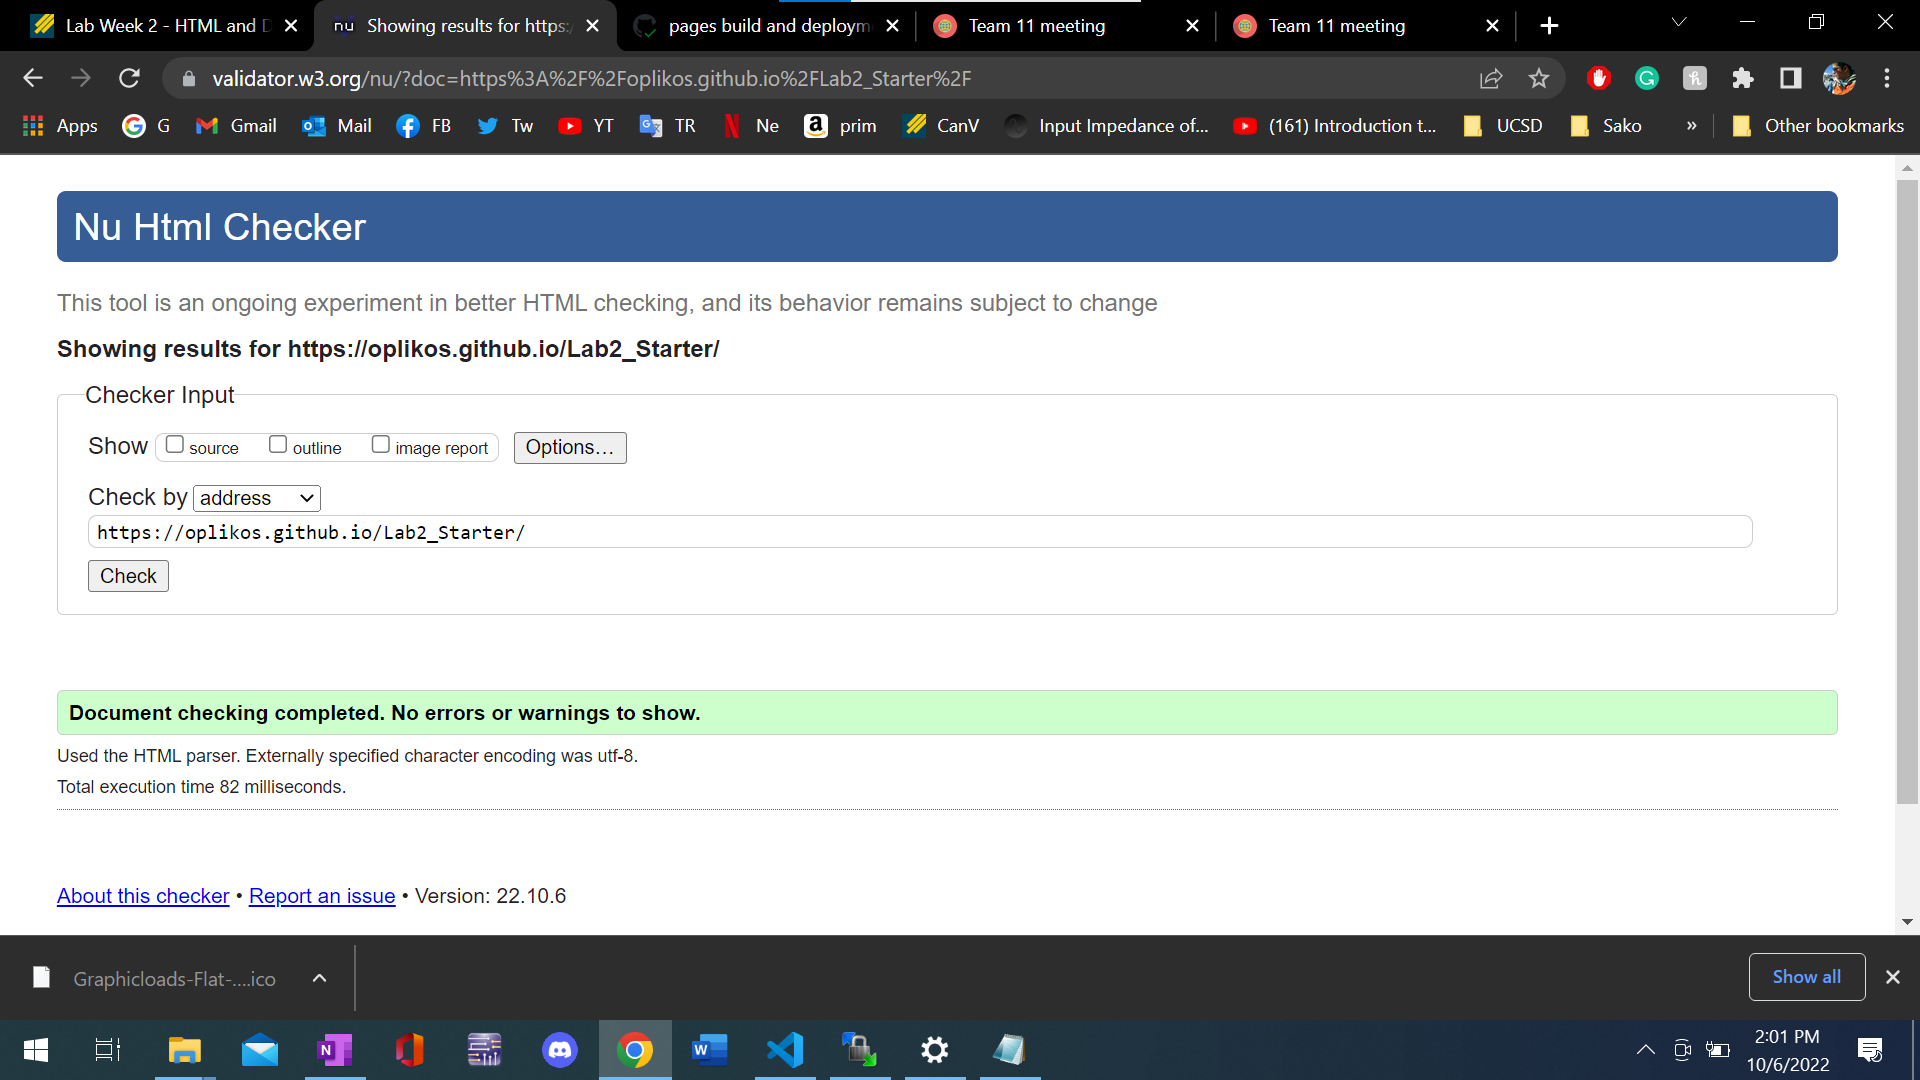 Lab Week 2 - HTML and D
nu Showing results for https:/
pages build and deploym
Team 11 meeting
Team 11 meeting
validator.w3.org/nu/?doc=https%3A%2F%2Foplikos.github.io%2FLab2_Starter%2F
Apps G Gmail Mail FB Tw YT TR Ne prim CanV Input Impedance of... (161) Introduction t... UCSD Sako » Other bookmarks
Nu Html Checker
This tool is an ongoing experiment in better HTML checking, and its behavior remains subject to change
Showing results for https://oplikos.github.io/Lab2_Starter/
Checker Input
Show source outline image report Options...
Check by address
https://oplikos.github.io/Lab2_Starter/
Check
Document checking completed. No errors or warnings to show.
Used the HTML parser. Externally specified character encoding was utf-8.
Total execution time 82 milliseconds.
About this checker • Report an issue • Version: 22.10.6
Graphicloads-Flat-....ico
Show all
2:01 PM
10/6/2022